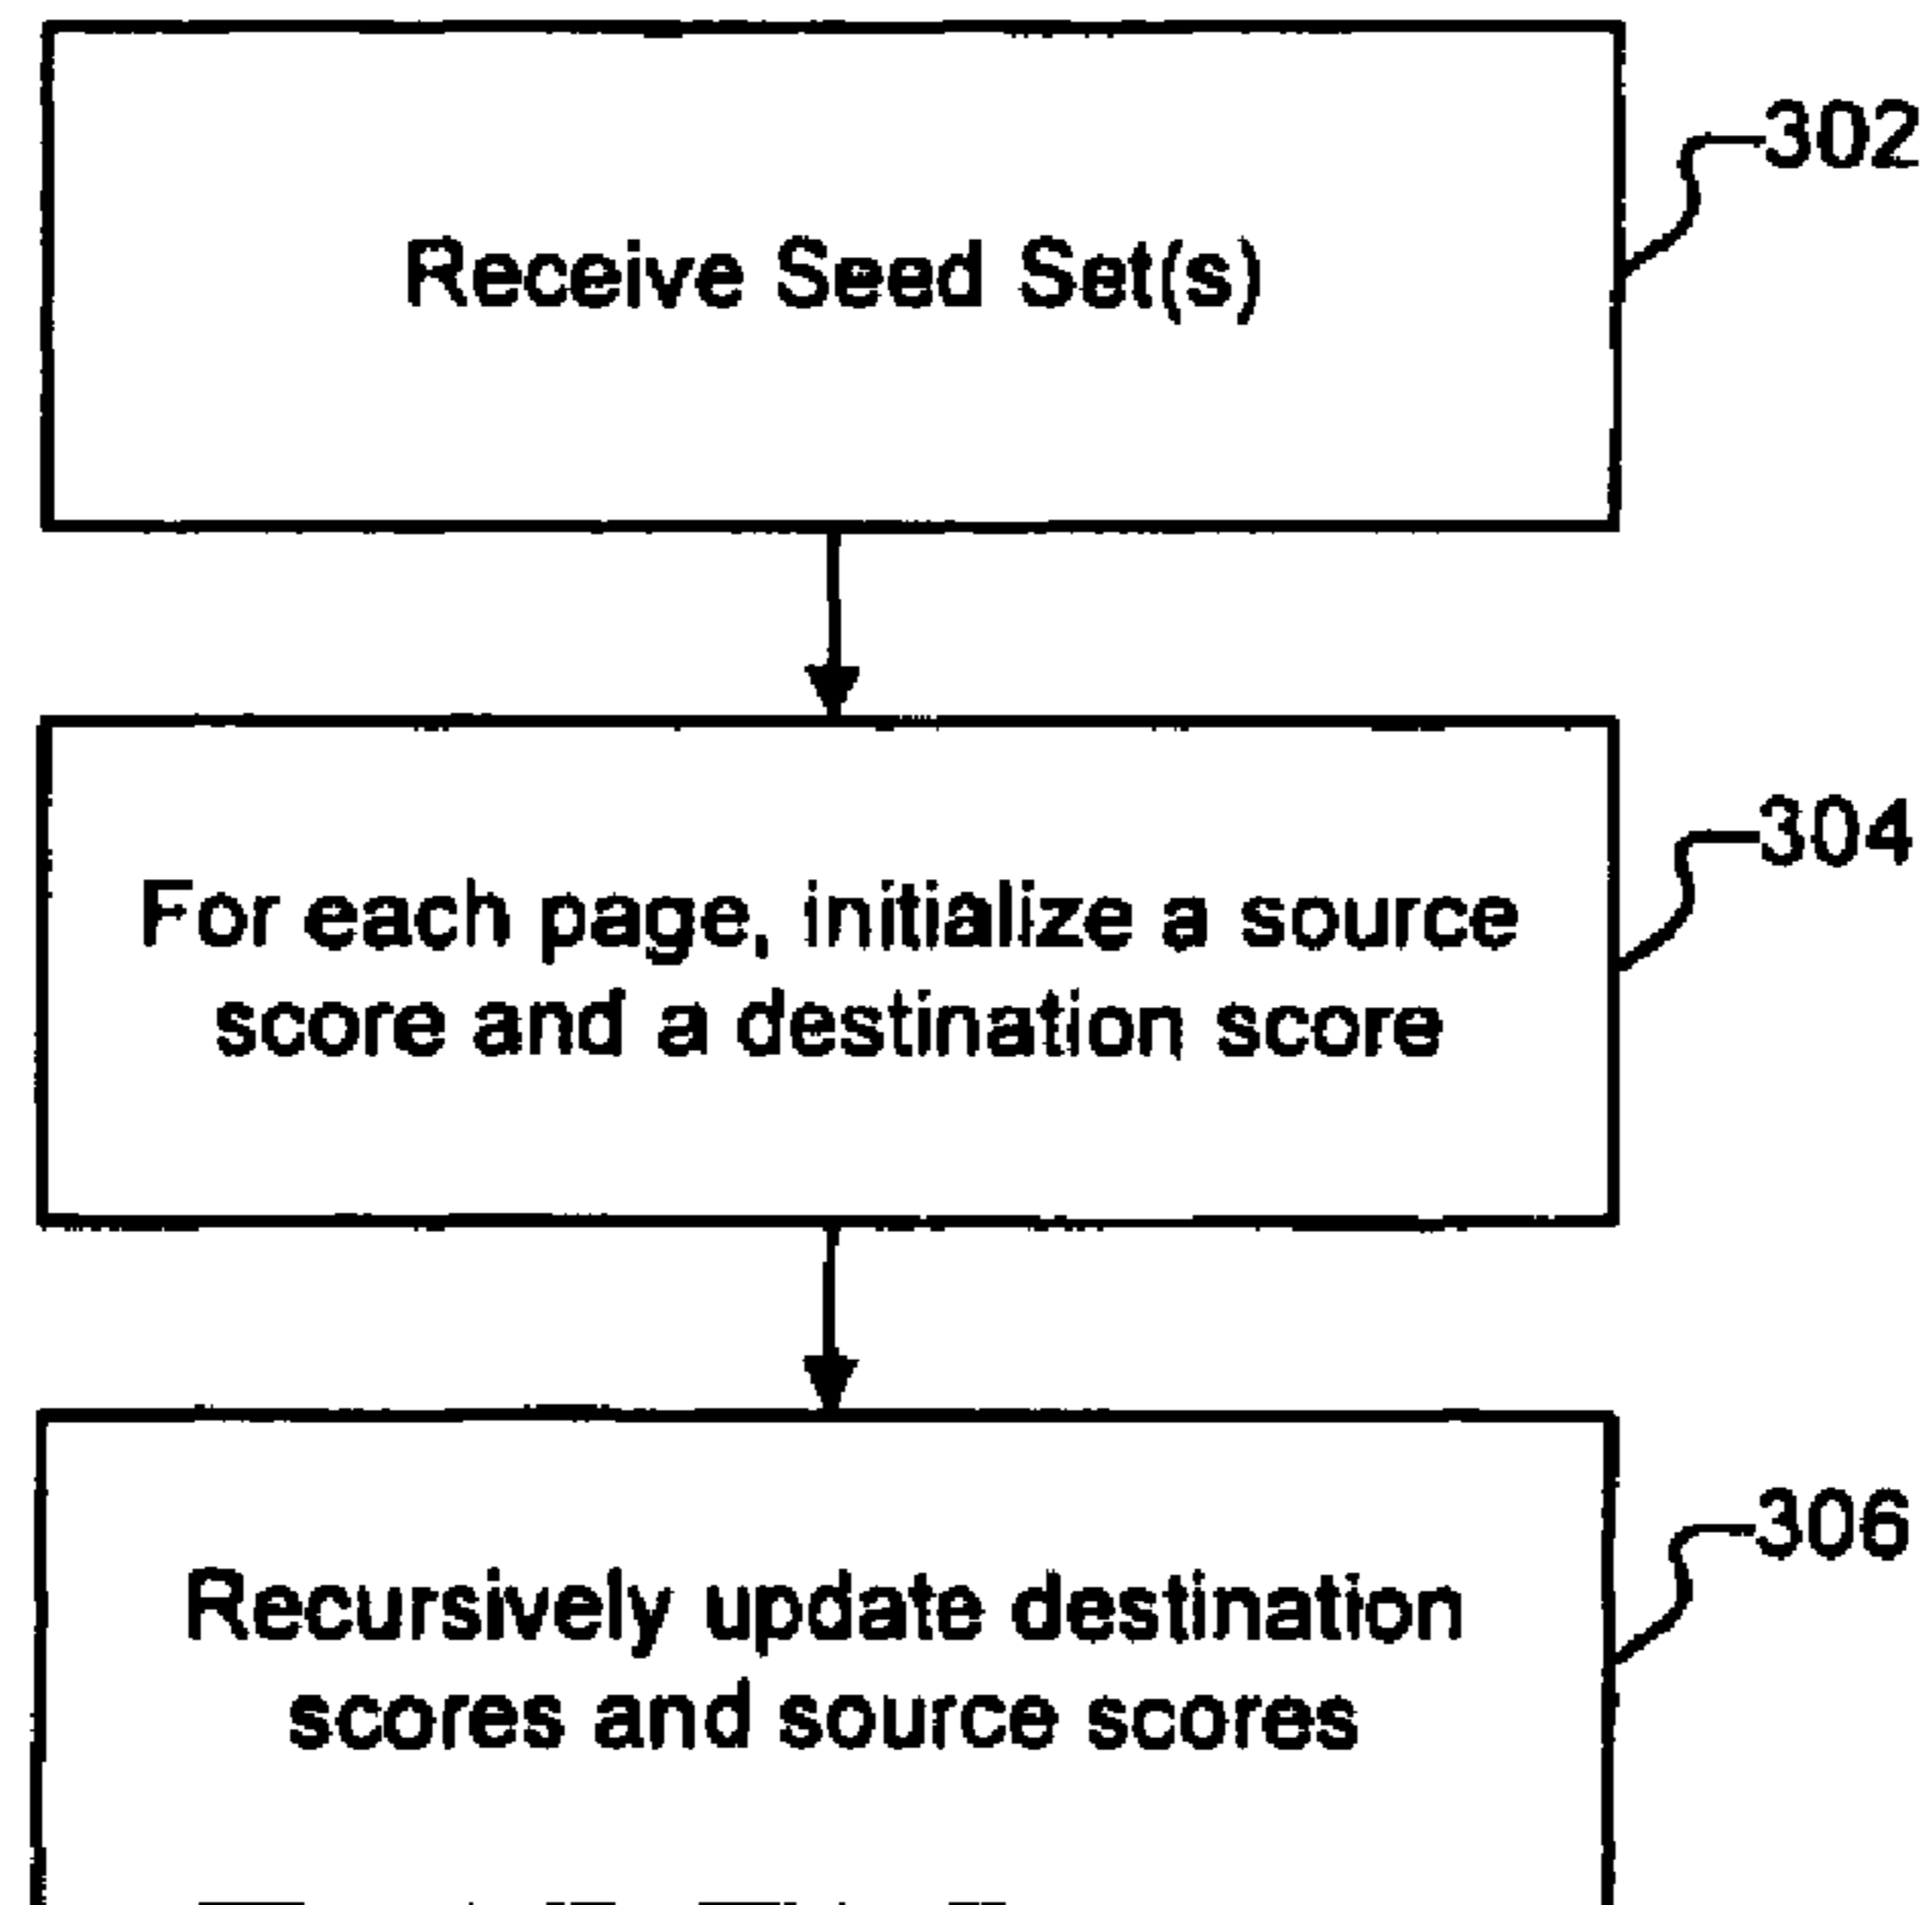 302
Receive Seed Set(s)
304
For each page, initialize a source
score and a destination score
306
Recursively update destination
scores and source scores